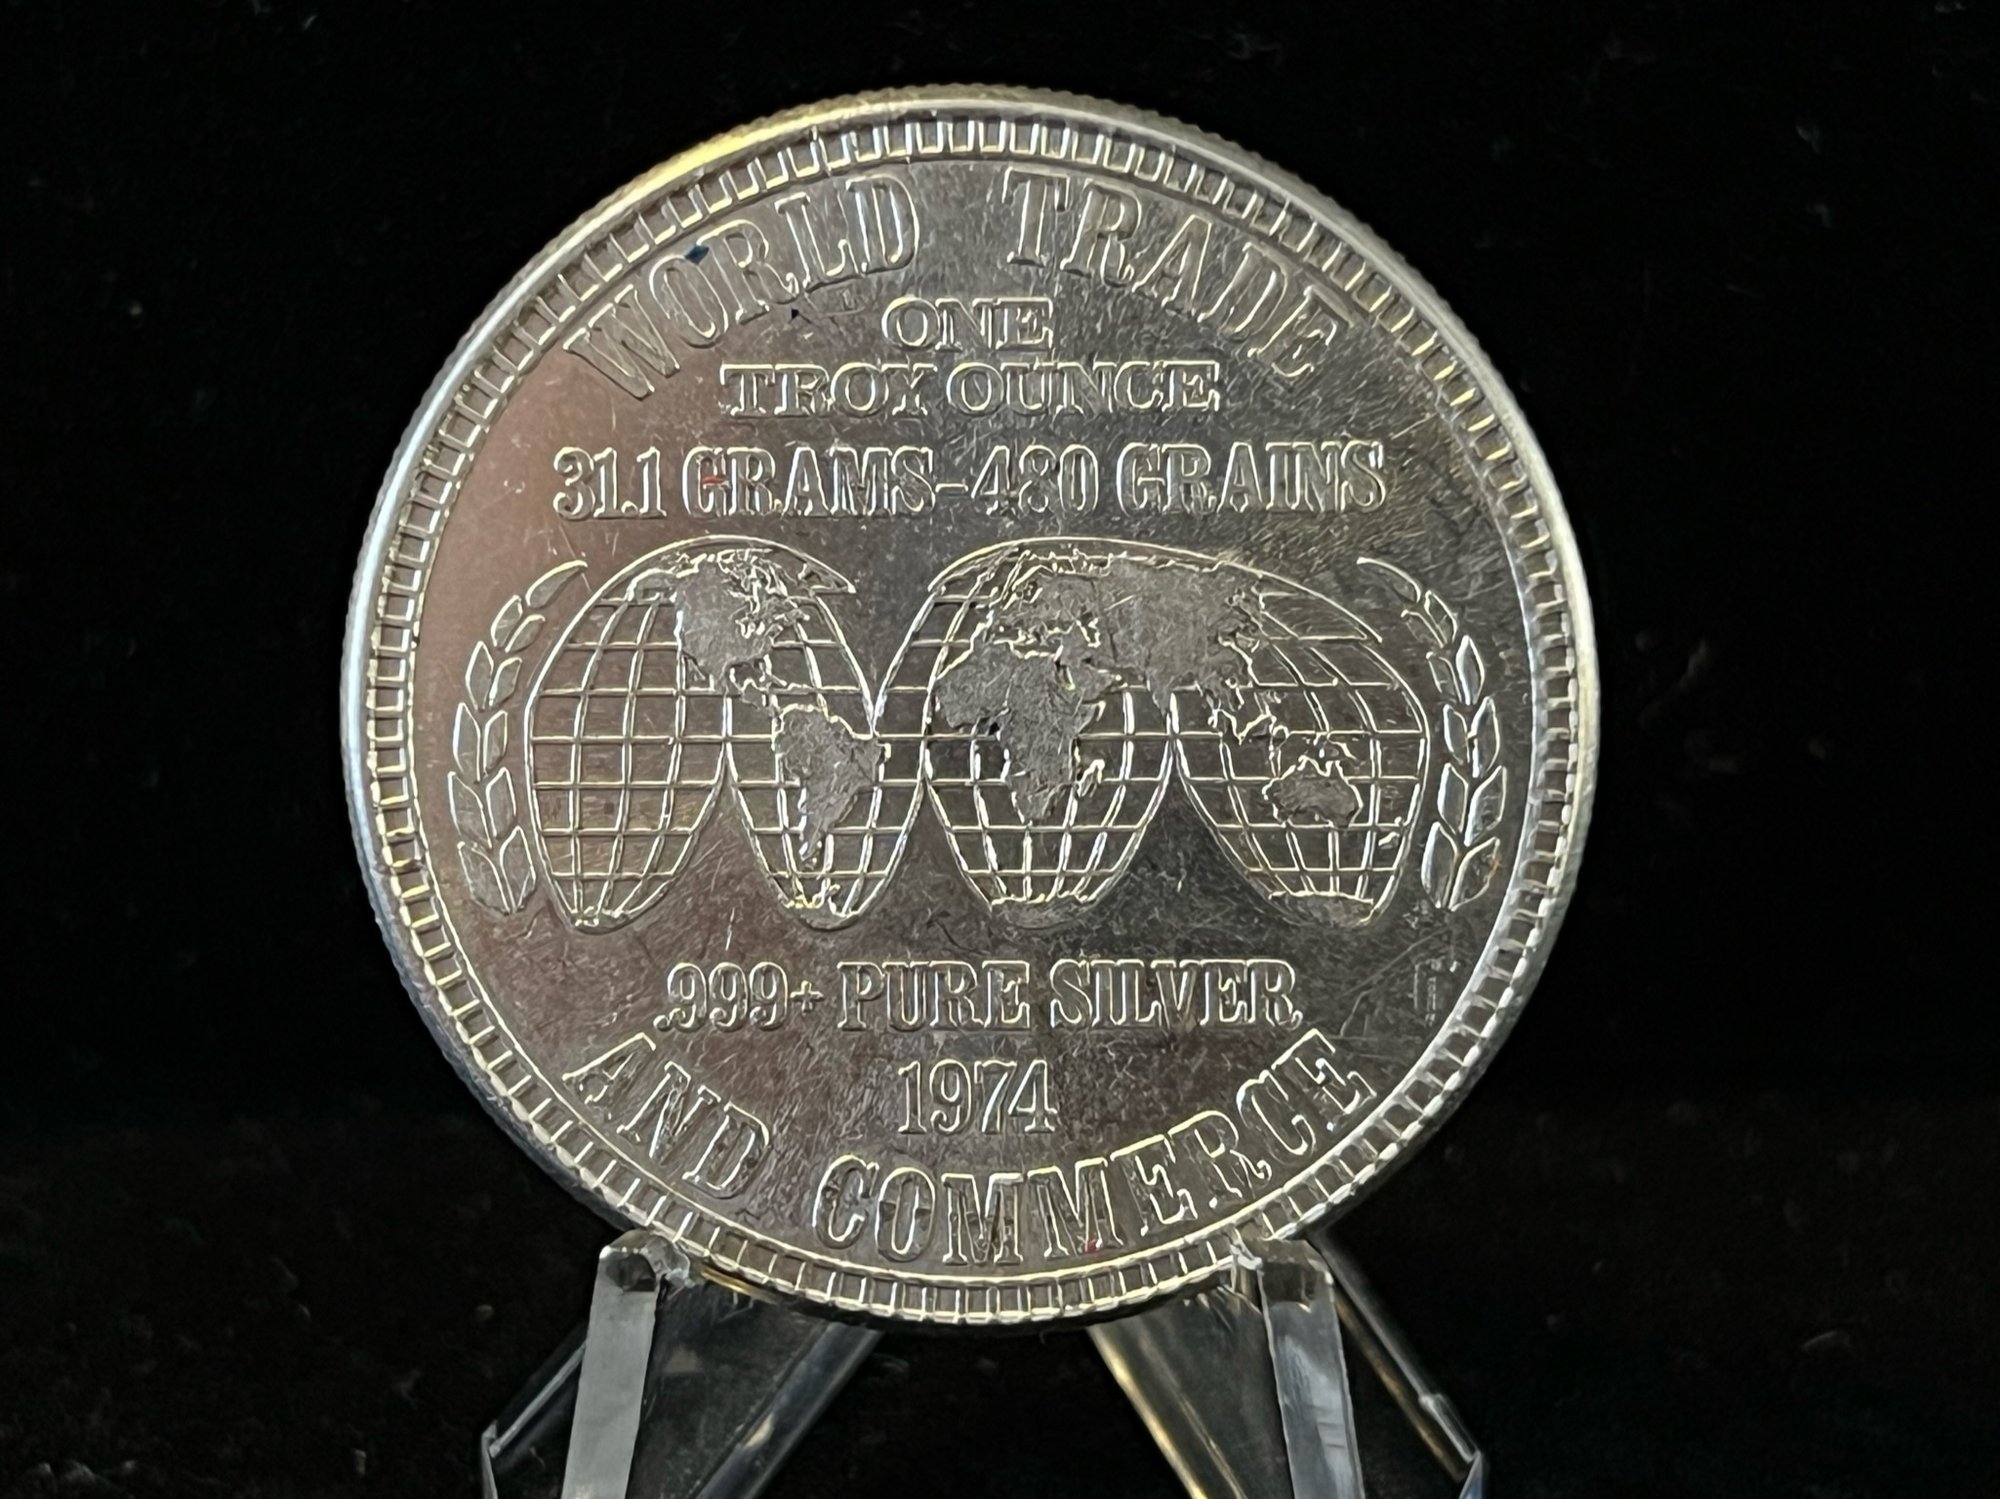 WORLD TRADE
ONE
TROY OUNCE
31.1 GRAMS-480 GRAINS
.999+ PURE SILVER
1974
AND COMMERCE